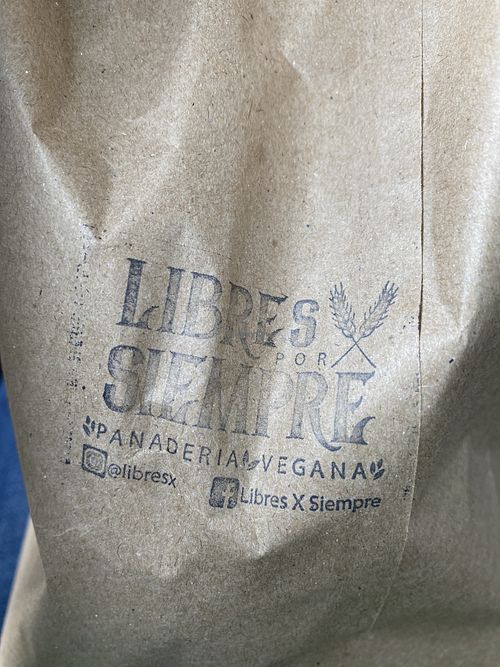 LIBRES
POR
SIEMPRE
PANADERIA VEGANA
@libresx
Libres X Siempre